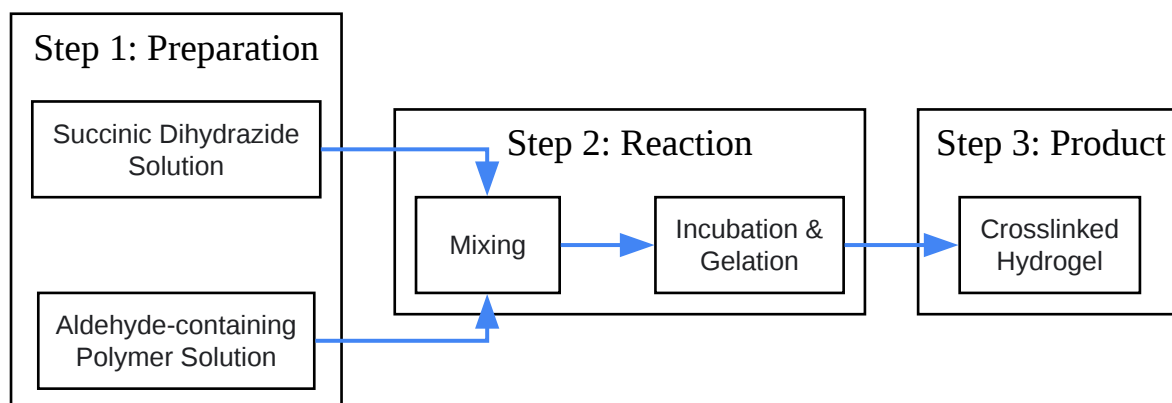 Step 1: Preparation
Succinic Dihydrazide
Solution
Aldehyde-containing
Polymer Solution
Step 2: Reaction
Mixing
Incubation &
Gelation
Step 3: Product
Crosslinked
Hydrogel